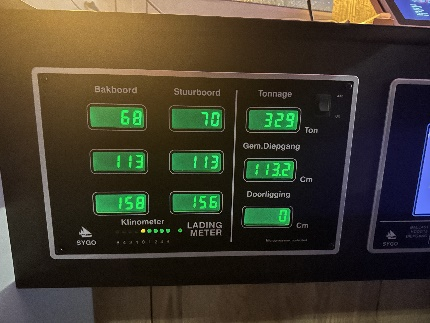 Bakboord Stuurboord Tonnage
68 70 329 Ton
Gem.Diepgang
113 113 113.2 Cm
Doorligging
158 156 0 Cm
Klinometer
LADING
METER
SYGO
SYGO